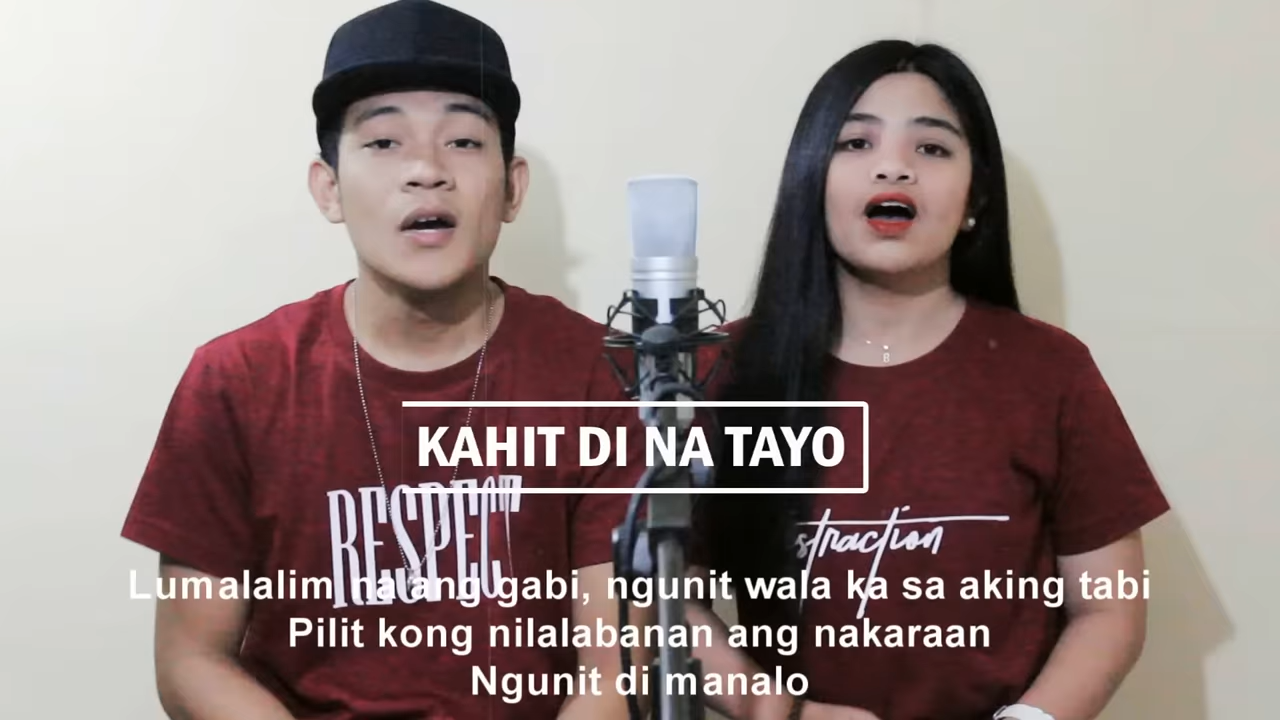 KAHIT DI NA TAYO
RESPECT
straction
Lumalalim na ang gabi, ngunit wala ka sa aking tabi
Pilit kong nilalabanan ang nakaraan
Ngunit di manalo
B